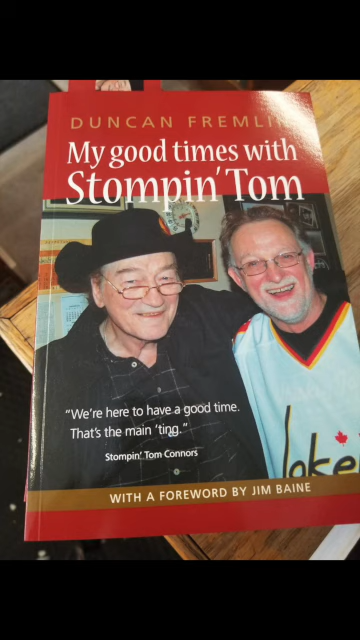 DUNCAN FREMLIN
My good times with
Stompin' Tom
"We're here to have a good time.
That's the main 'ting."
Stompin' Tom Connors
WITH A FOREWORD BY JIM BAINE